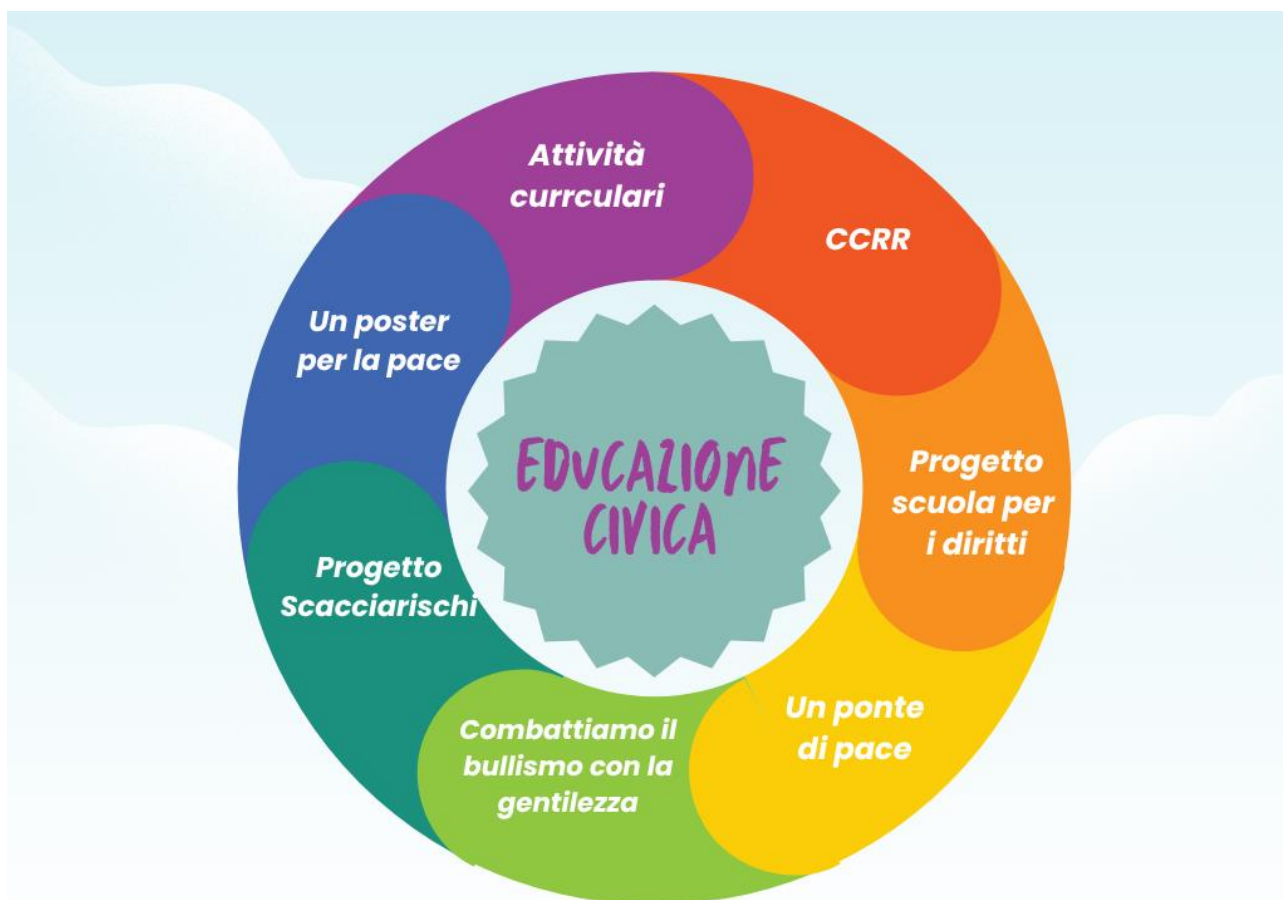 Attività
currculari
CCRR
Progetto
scuola per
i diritti
Un ponte
di pace
Combattiamo il
bullismo con la
gentilezza
Progetto
Scacciarischi
Un poster
per la pace
EDUCAZIONE
CIVICA